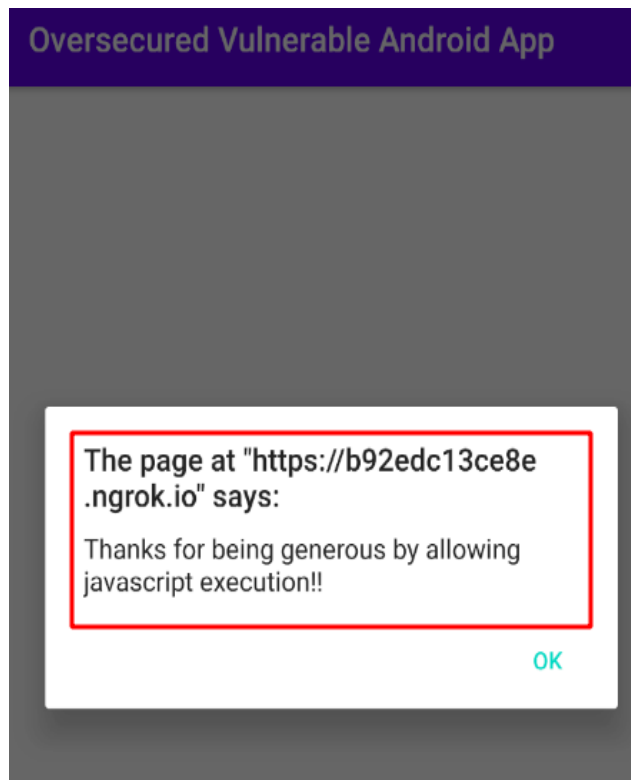 Oversecured Vulnerable Android App
The page at "https://b92edc13ce8e
.ngrok.io" says:
Thanks for being generous by allowing
javascript execution!!
OK